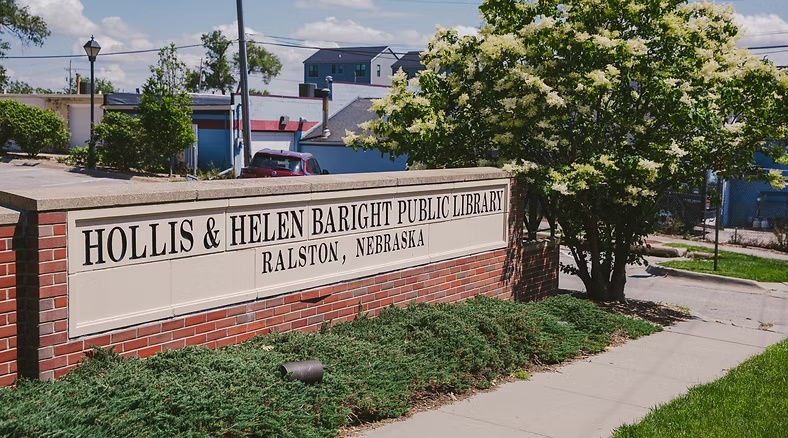 HOLLIS & HELEN BARIGHT PUBLIC LIBRARY
RALSTON, NEBRASKA